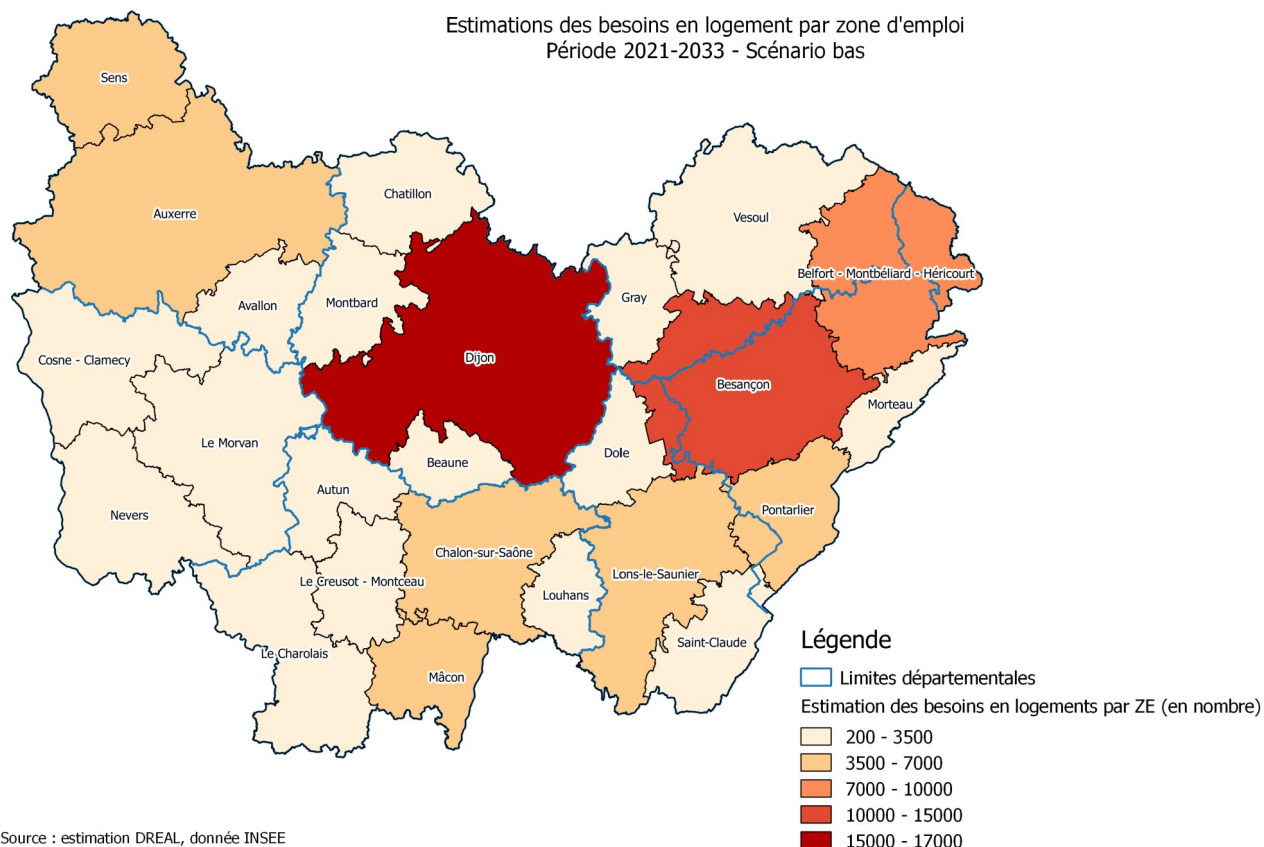 Estimations des besoins en logement par zone d'emploi
Période 2021-2033 - Scénario bas
Sens
Auxerre
Chatillon
Vesoul
Avallon
Montbard
Gray
Belfort - Montbéliard - Héricourt
Cosne - Clamecy
Dijon
Besançon
Morteau
Le Morvan
Beaune
Dole
Autun
Nevers
Pontarlier
Chalon-sur-Saône
Lons-le-Saunier
Le Creusot - Montceau
Louhans
Saint-Claude
Le Charolais
Mâcon
Légende
Limites départementales
Estimation des besoins en logements par ZE (en nombre)
200 - 3500
3500 - 7000
7000 - 10000
10000 - 15000
15000 - 17000
Source : estimation DREAL, donnée INSEE